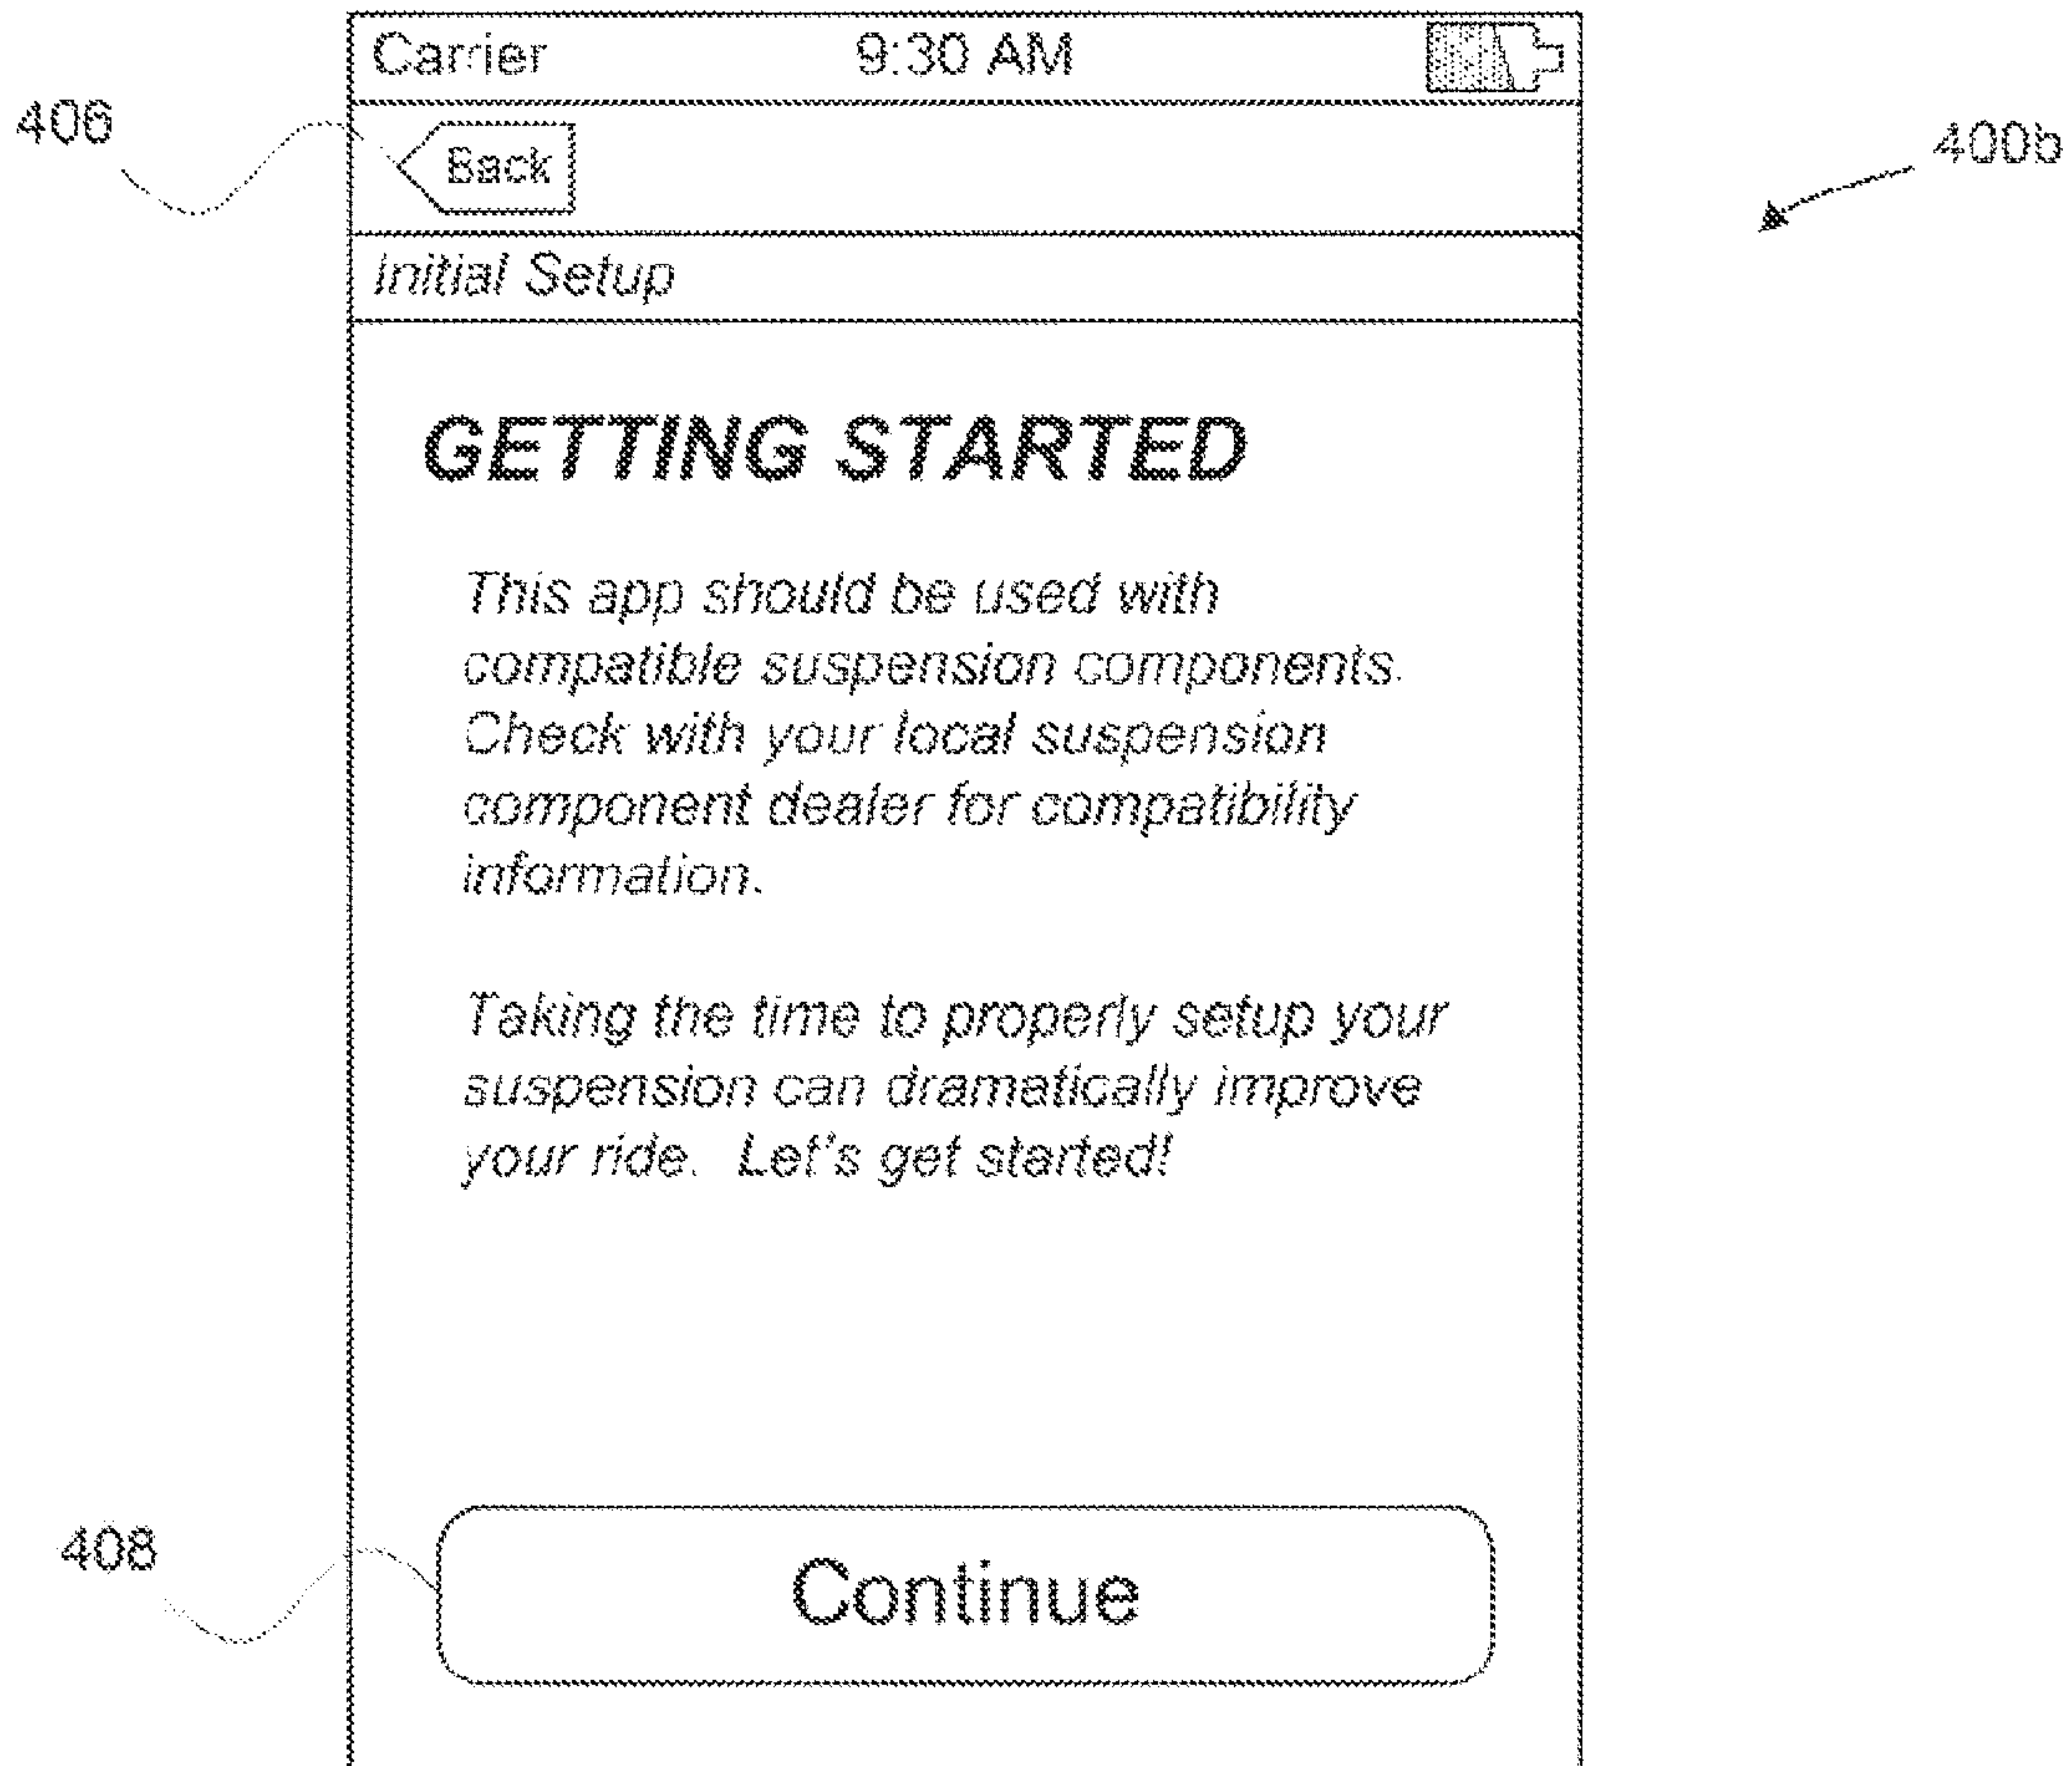 Carrier 9:30 AM
406
Back
400b
Initial Setup
GETTING STARTED
This app should be used with
compatible suspension components.
Check with your local suspension
component dealer for compatibility
information.
Taking the time to properly setup your
suspension can dramatically improve
your ride. Let's get started!
408
Continue